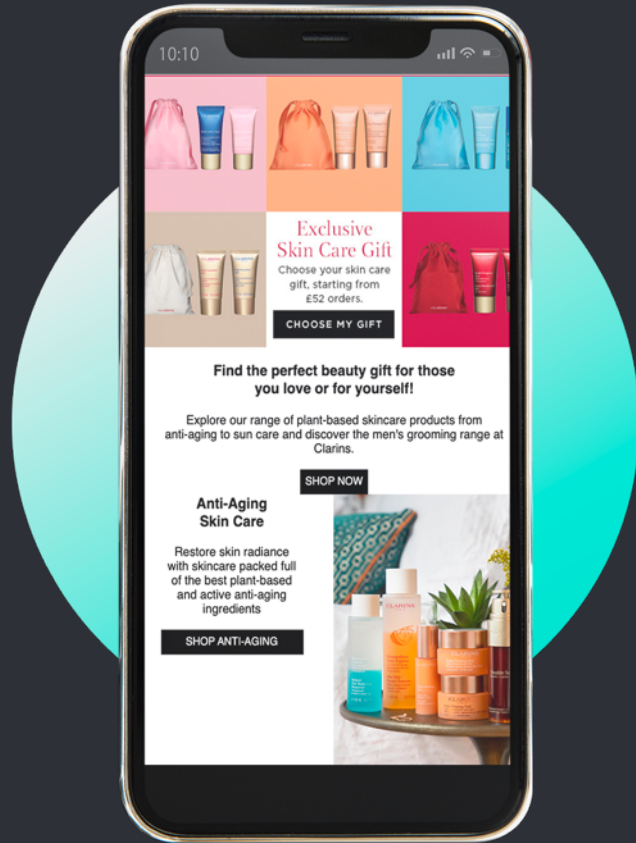 10:10
Exclusive
Skin Care Gift
Choose your skin care
gift, starting from
£52 orders.
CHOOSE MY GIFT
Find the perfect beauty gift for those
you love or for yourself!
Explore our range of plant-based skincare products from
anti-aging to sun care and discover the men's grooming range at
Clarins.
SHOP NOW
Anti-Aging
Skin Care
Restore skin radiance
with skincare packed full
of the best plant-based
and active anti-aging
ingredients
SHOP ANTI-AGING
CLARINS
CLARINS